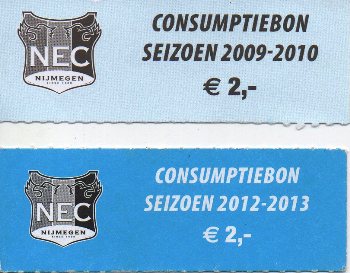 NEC
NIJMEGEN
CONSUMPTIEBON
SEIZOEN 2009-2010
€ 2,-
NEC
NIJMEGEN
CONSUMPTIEBON
SEIZOEN 2012-2013
€ 2,-